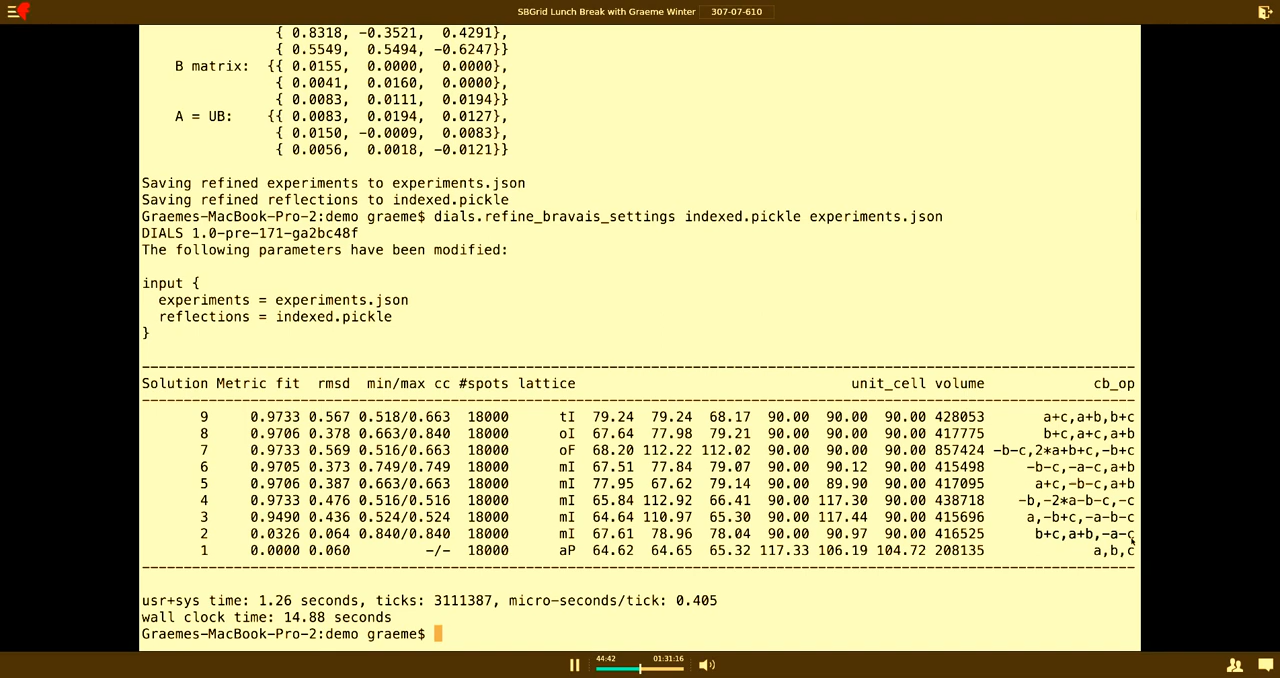 SBGrid Lunch Break with Graeme Winter 307-07-610
{ 0.8318, -0.3521, 0.4291},
{ 0.5549, 0.5494, -0.6247}}
B matrix: {{ 0.0155, 0.0000, 0.0000},
{ 0.0041, 0.0160, 0.0000},
{ 0.0083, 0.0111, 0.0194}}
A = UB: {{ 0.0083, 0.0194, 0.0127},
{ 0.0150, -0.0009, 0.0083},
{ 0.0056, 0.0018, -0.0121}}
Saving refined experiments to experiments.json
Saving refined reflections to indexed.pickle
Graemes-MacBook-Pro-2:demo graeme$ dials.refine_bravais_settings indexed.pickle experiments.json
DIALS 1.0-pre-171-ga2bc48f
The following parameters have been modified:
input {
experiments = experiments.json
reflections = indexed.pickle
}
Solution Metric fit rmsd min/max cc #spots lattice unit_cell volume cb_op
9 0.9733 0.567 0.518/0.663 18000 tI 79.24 79.24 68.17 90.00 90.00 90.00 428053 a+c,a+b,b+c
8 0.9706 0.378 0.663/0.840 18000 oI 67.64 77.98 79.21 90.00 90.00 90.00 417775 b+c,a+c,a+b
7 0.9733 0.569 0.516/0.663 18000 oF 68.20 112.22 112.02 90.00 90.00 90.00 857424 -b-c,2*a+b+c,-b+c
6 0.9705 0.373 0.749/0.749 18000 mI 67.51 77.84 79.07 90.00 90.12 90.00 415498 -b-c,-a-c,a+b
5 0.9706 0.387 0.663/0.663 18000 mI 77.95 67.62 79.14 90.00 89.90 90.00 417095 a+c,-b-c,a+b
4 0.9733 0.476 0.516/0.516 18000 mI 65.84 112.92 66.41 90.00 117.30 90.00 438718 -b,-2*a-b-c,-c
3 0.9490 0.436 0.524/0.524 18000 mI 64.64 110.97 65.30 90.00 117.44 90.00 415696 a,-b+c,-a-b-c
2 0.0326 0.064 0.840/0.840 18000 mI 67.61 78.96 78.04 90.00 90.97 90.00 416525 b+c,a+b,-a-c
1 0.0000 0.060 -/- 18000 aP 64.62 64.65 65.32 117.33 106.19 104.72 208135 a,b,c
usr+sys time: 1.26 seconds, ticks: 3111387, micro-seconds/tick: 0.405
wall clock time: 14.88 seconds
Graemes-MacBook-Pro-2:demo graeme$
44:42 01:31:16